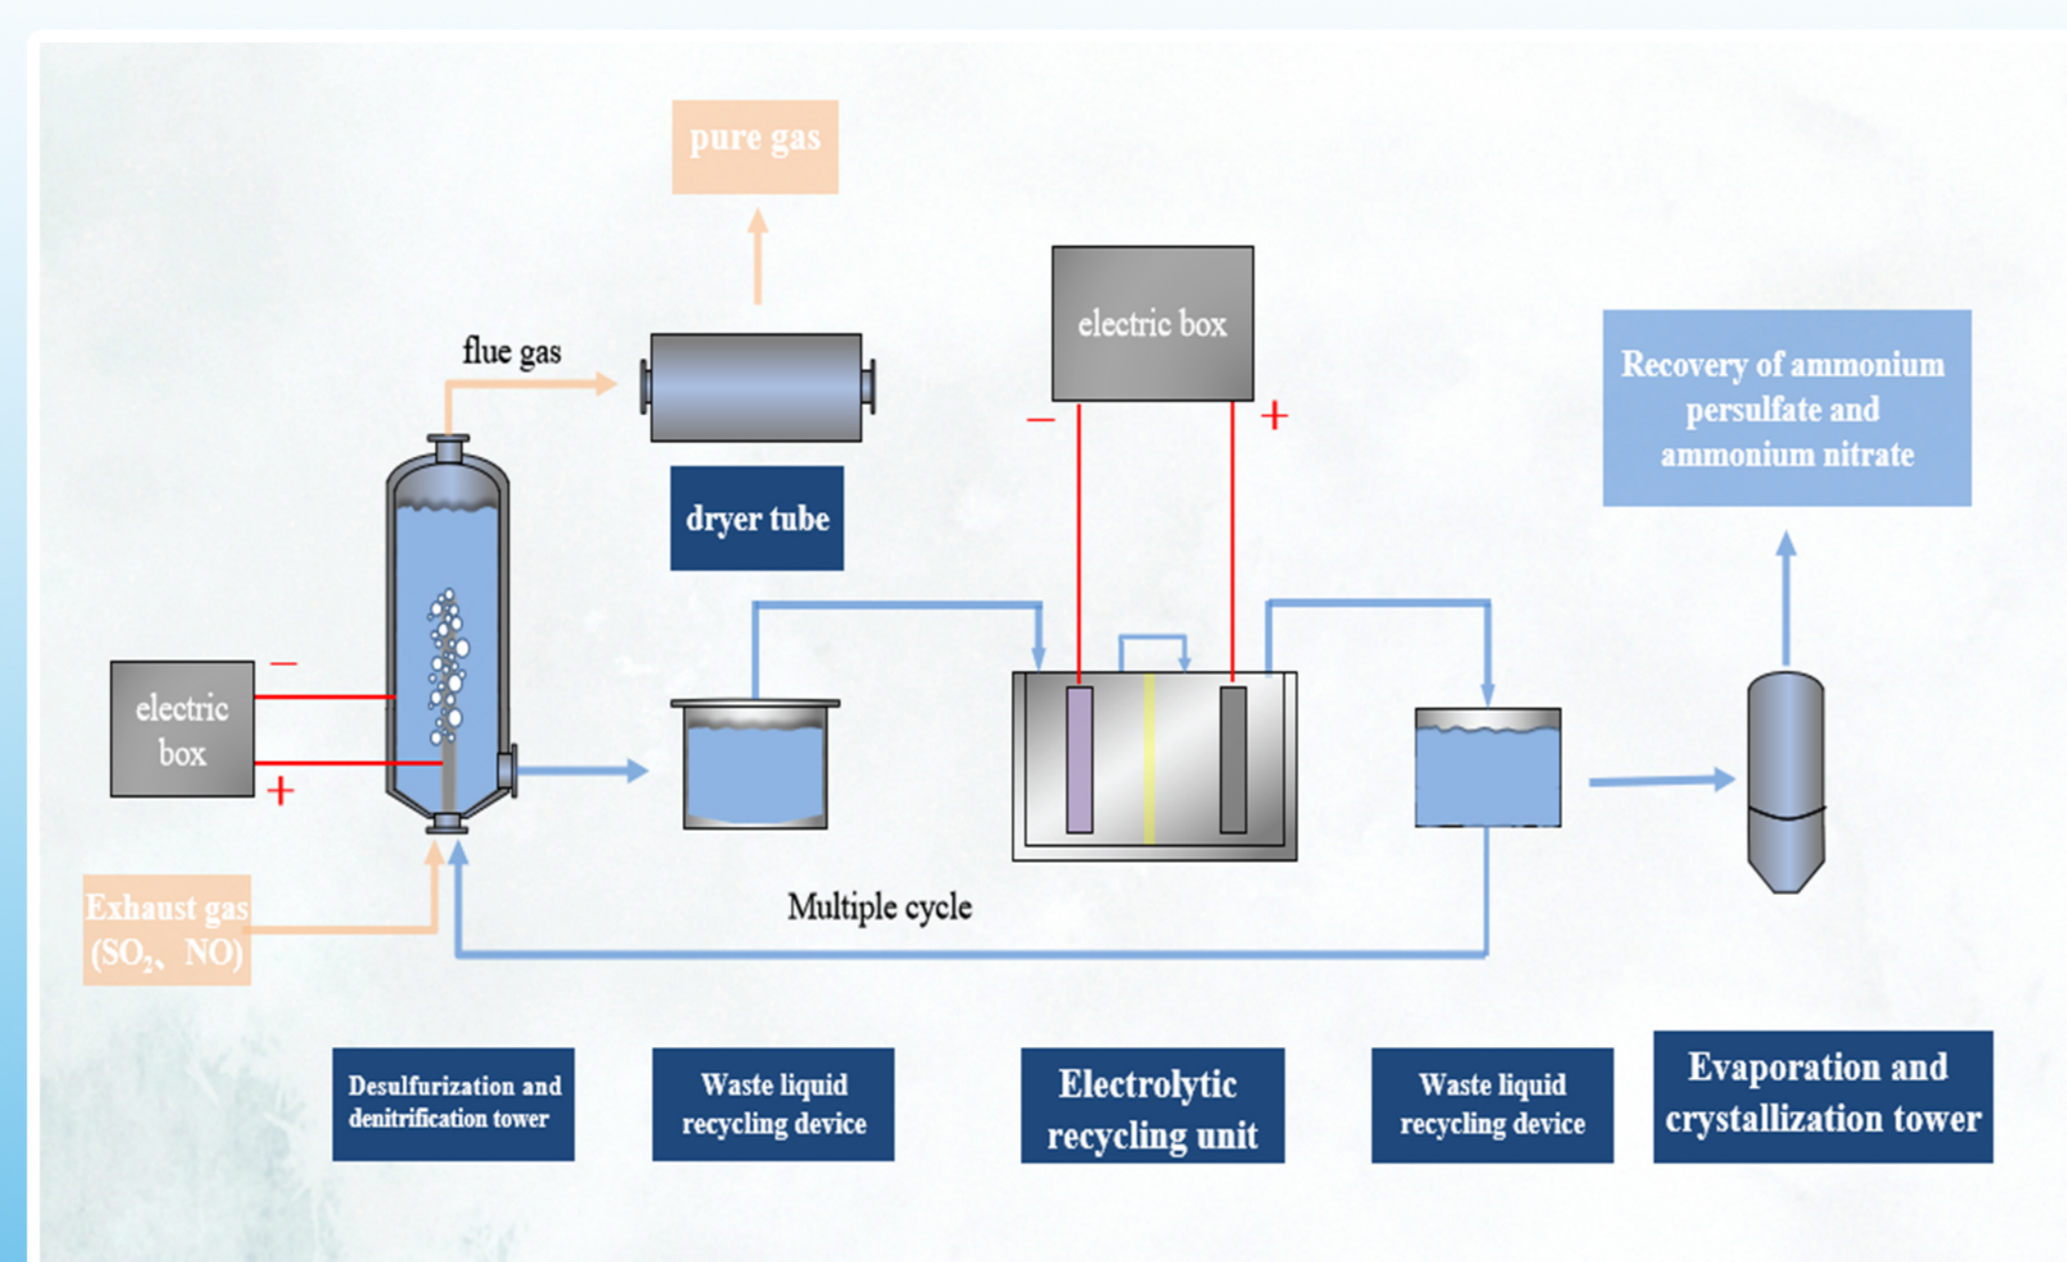 pure gas
electric box
−
+
flue gas
Recovery of ammonium
persulfate and
ammonium nitrate
dryer tube
−
electric
box
+
Exhaust gas
(SO₂、NO)
Multiple cycle
Desulfurization and
denitrification tower
Waste liquid
recycling device
Electrolytic
recycling unit
Waste liquid
recycling device
Evaporation and
crystallization tower